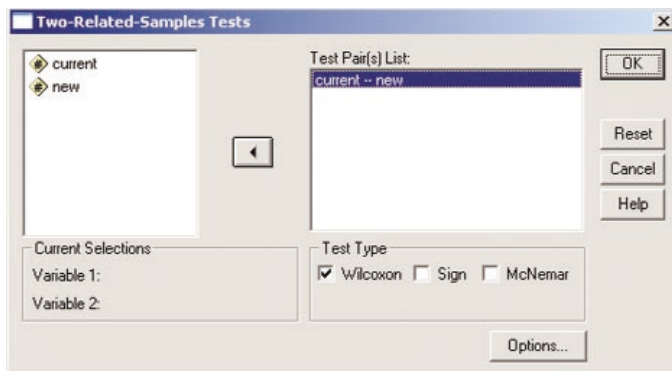 Two-Related-Samples Tests
current
new
Test Pair(s) List:
current -- new
OK
Reset
Cancel
Help
Current Selections
Variable 1:
Variable 2:
Test Type
Wilcoxon Sign McNemar
Options...